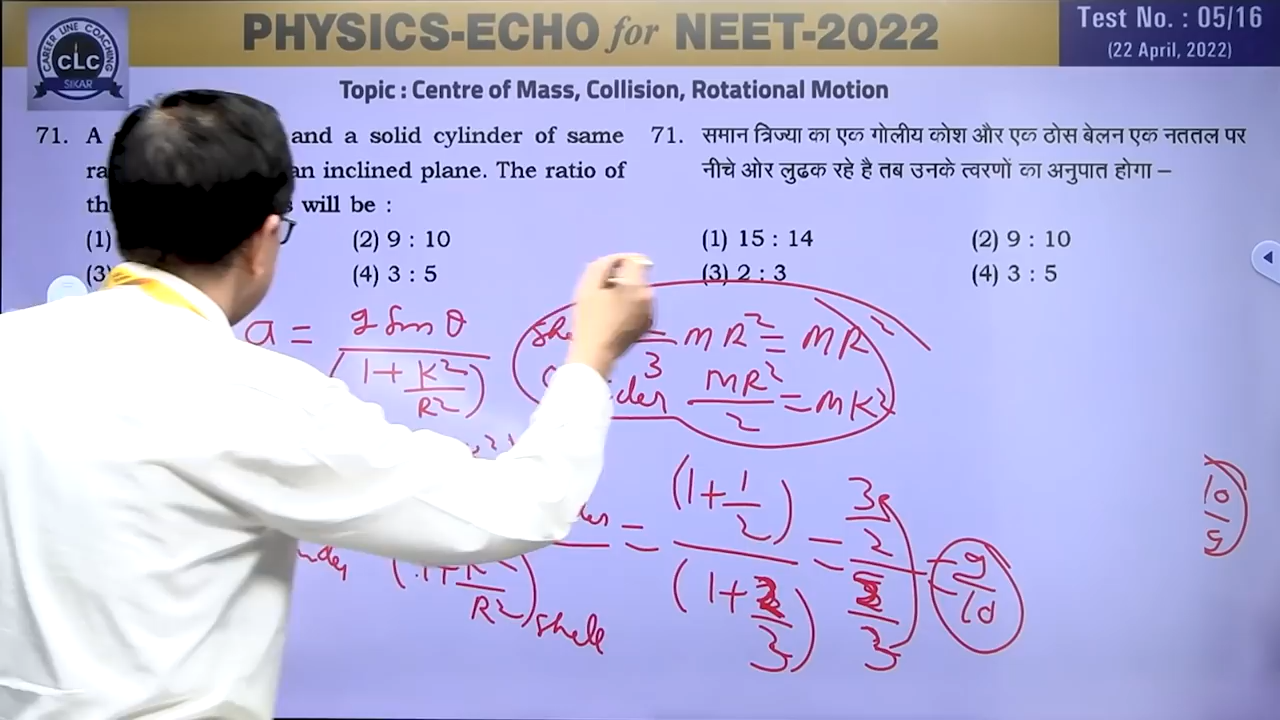 PHYSICS-ECHO for NEET-2022
Test No. : 05/16
(22 April, 2022)
CAREER LINE COACHING
CLC
SIKAR
Topic : Centre of Mass, Collision, Rotational Motion
71. A and a solid cylinder of same
an inclined plane. The ratio of
will be :
(1)
(2) 9 : 10
(3)
(4) 3 : 5
71. समान त्रिज्या का एक गोलीय कोश और एक ठोस बेलन एक नततल पर
नीचे ओर लुढक रहे है तब उनके त्वरणों का अनुपात होगा –
(1) 15 : 14
(2) 9 : 10
(3) 2 : 3
(4) 3 : 5
a = g Sin θ / (1 + K²/R²)
3 MR² = MR²
MR²/2 = MK²
= (1 + 1/2) / (1 + 2/3) = 9/10
R²) shell
10
9